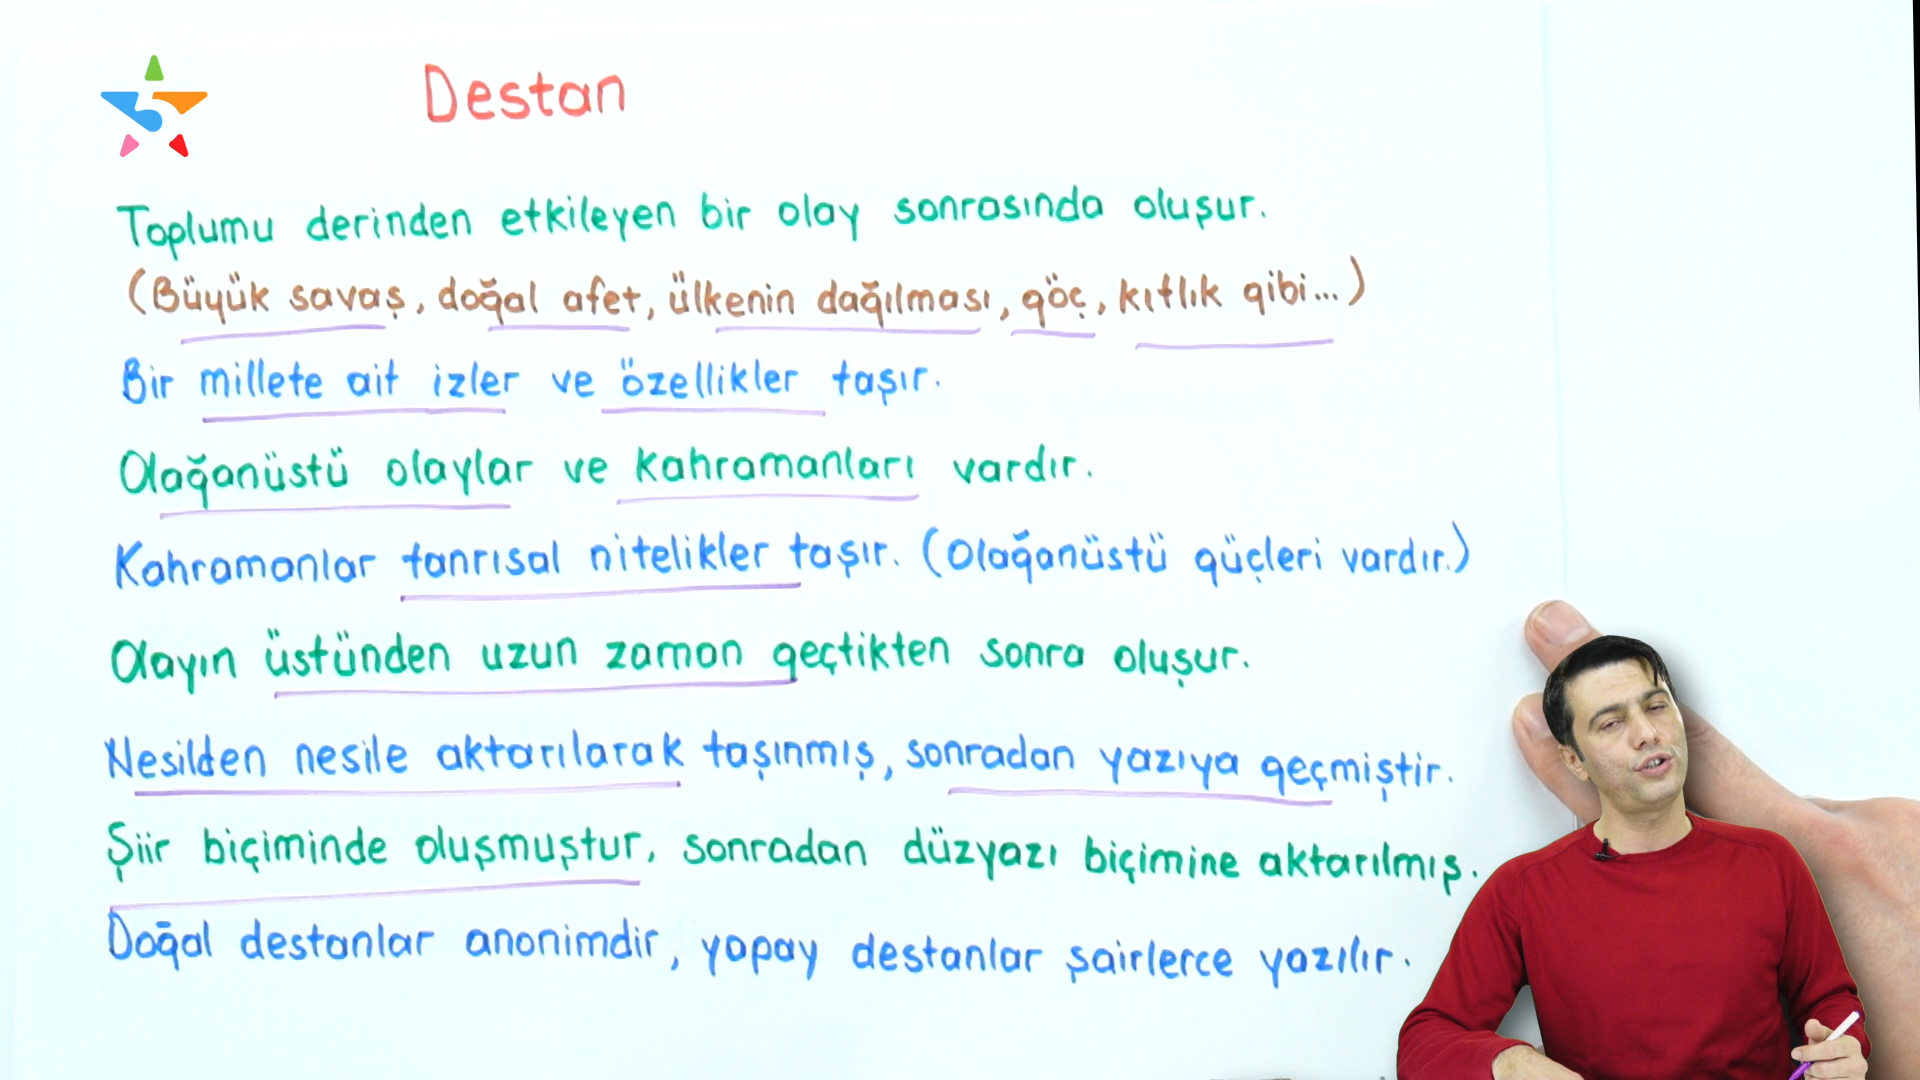 Destan
Toplumu derinden etkileyen bir olay sonrasında oluşur.
(Büyük savaş, doğal afet, ülkenin dağılması, göç, kıtlık gibi...)
Bir millete ait izler ve özellikler taşır.
Olağanüstü olaylar ve kahramanları vardır.
Kahramanlar tanrısal nitelikler taşır. (Olağanüstü güçleri vardır.)
Olayın üstünden uzun zaman geçtikten sonra oluşur.
Nesilden nesile aktarılarak taşınmış, sonradan yazıya geçmiştir.
Şiir biçiminde oluşmuştur, sonradan düzyazı biçimine aktarılmış.
Doğal destanlar anonimdir, yapay destanlar şairlerce yazılır.